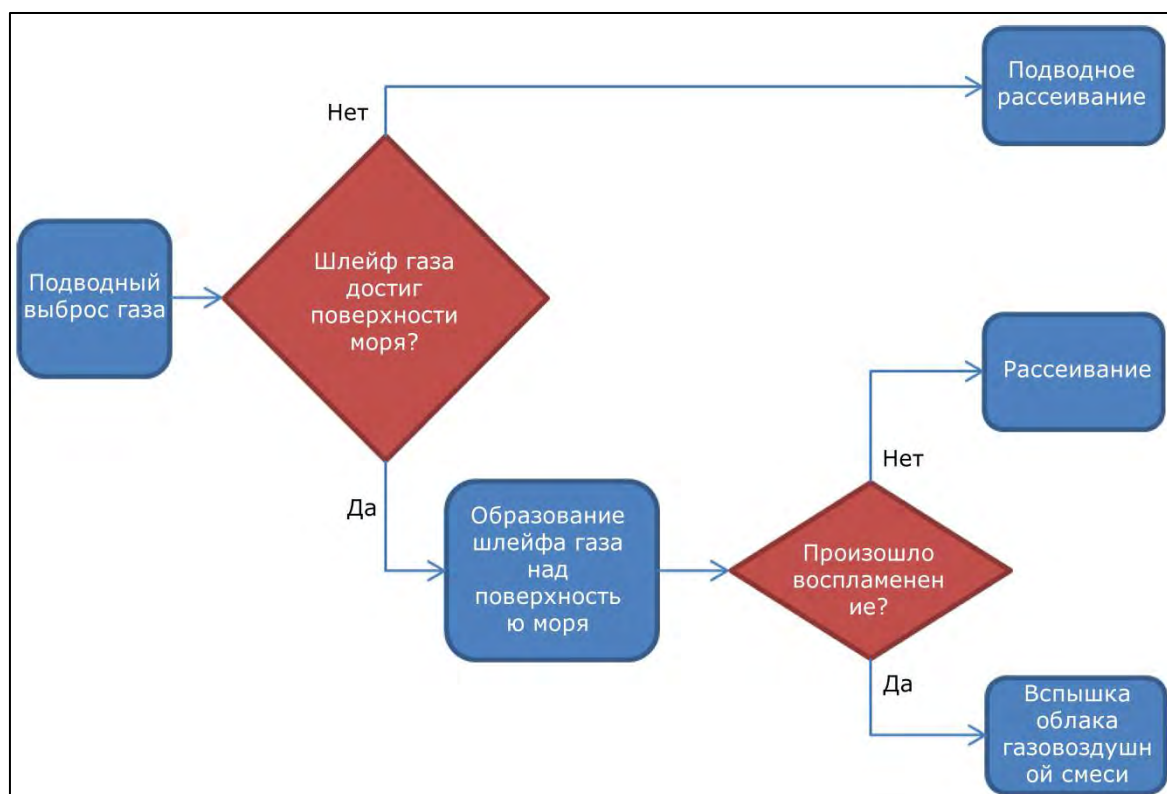 Подводное
рассеивание
Нет
Подводный
выброс газа
Шлейф газа
достиг
поверхности
моря?
Рассеивание
Нет
Да
Образование
шлейфа газа
над
поверхность
ю моря
Произошло
воспламенен
ие?
Да
Вспышка
облака
газовоздушн
ой смеси